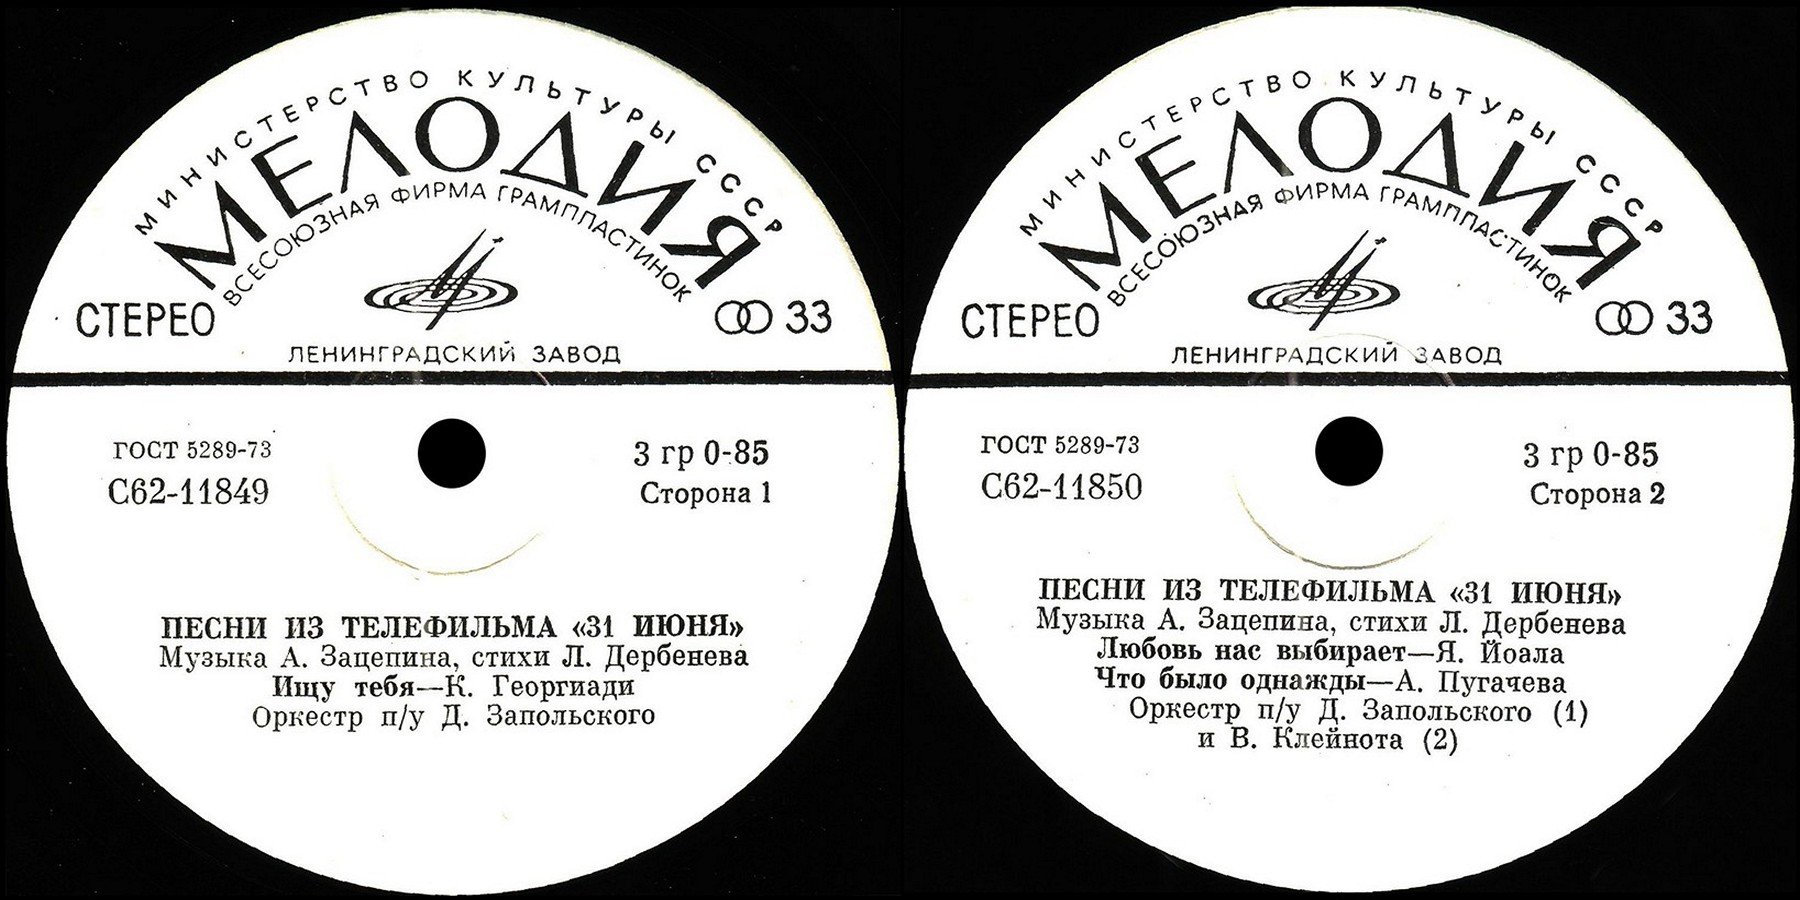 МИНИСТЕРСТВО КУЛЬТУРЫ СССР
МЕЛОДИЯ
ВСЕСОЮЗНАЯ ФИРМА ГРАМПЛАСТИНОК
СТЕРЕО
33
ЛЕНИНГРАДСКИЙ ЗАВОД
ГОСТ 5289-73
3 гр 0-85
С62-11849
Сторона 1
ПЕСНИ ИЗ ТЕЛЕФИЛЬМА «31 ИЮНЯ»
Музыка А. Зацепина, стихи Л. Дербенева
Ищу тебя—К. Георгиади
Оркестр п/у Д. Запольского
МИНИСТЕРСТВО КУЛЬТУРЫ СССР
МЕЛОДИЯ
ВСЕСОЮЗНАЯ ФИРМА ГРАМПЛАСТИНОК
СТЕРЕО
33
ЛЕНИНГРАДСКИЙ ЗАВОД
ГОСТ 5289-73
3 гр 0-85
С62-11850
Сторона 2
ПЕСНИ ИЗ ТЕЛЕФИЛЬМА «31 ИЮНЯ»
Музыка А. Зацепина, стихи Л. Дербенева
Любовь нас выбирает—Я. Йоала
Что было однажды—А. Пугачева
Оркестр п/у Д. Запольского (1)
и В. Клейнота (2)